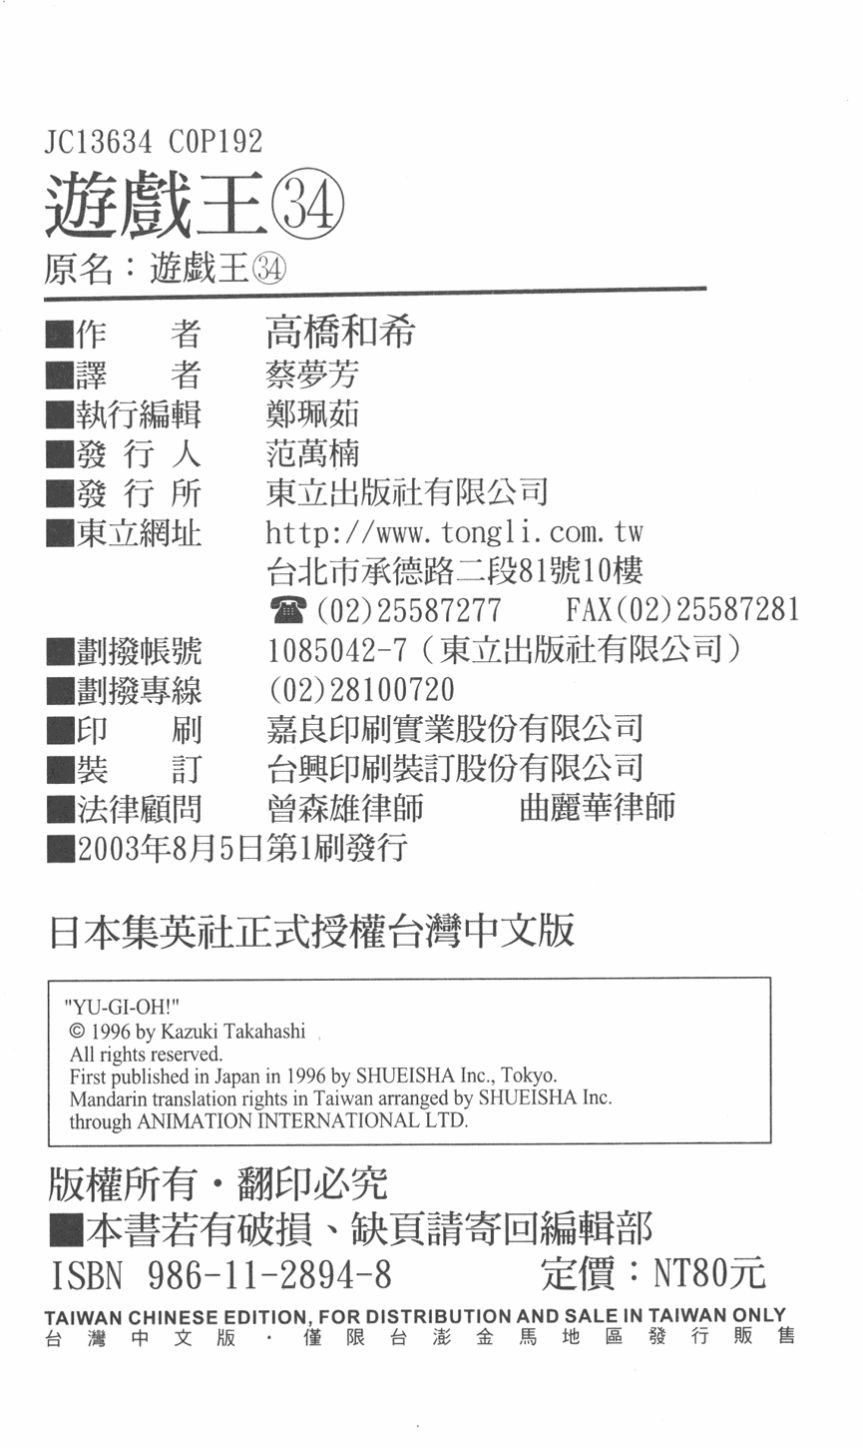 JC13634 C0P192
遊戲王㉞
原名：遊戯王㉞
■作者 高橋和希
■譯者 蔡夢芳
■執行編輯 鄭珮茹
■發行人 范萬楠
■發行所 東立出版社有限公司
■東立網址 http://www.tongli.com.tw
台北市承德路二段81號10樓
☎(02)25587277 FAX(02)25587281
■劃撥帳號 1085042-7（東立出版社有限公司）
■劃撥專線 (02)28100720
■印刷 嘉良印刷實業股份有限公司
■裝訂 台興印刷裝訂股份有限公司
■法律顧問 曾森雄律師 曲麗華律師
■2003年8月5日第1刷發行
日本集英社正式授權台灣中文版
"YU-GI-OH!"
© 1996 by Kazuki Takahashi
All rights reserved.
First published in Japan in 1996 by SHUEISHA Inc., Tokyo.
Mandarin translation rights in Taiwan arranged by SHUEISHA Inc.
through ANIMATION INTERNATIONAL LTD.
版權所有・翻印必究
■本書若有破損、缺頁請寄回編輯部
ISBN 986-11-2894-8 定價：NT80元
TAIWAN CHINESE EDITION, FOR DISTRIBUTION AND SALE IN TAIWAN ONLY
台灣中文版・僅限台澎金馬地區發行販售